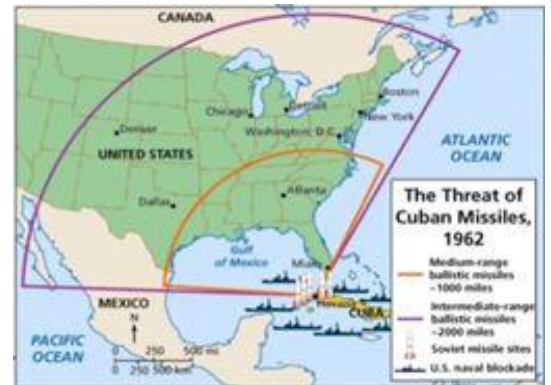 CANADA
Boston
Chicago
Detroit
New York
Denver
Washington, D.C.
UNITED STATES
ATLANTIC
OCEAN
Atlanta
Dallas
The Threat of
Cuban Missiles,
1962
Gulf
of Mexico
Miami
Medium-range
ballistic missiles
~1000 miles
Havana
MEXICO
CUBA
Intermediate-range
ballistic missiles
~2000 miles
N
PACIFIC
OCEAN
0 250 500 mi
0 250 500 km
Soviet missile sites
U.S. naval blockade